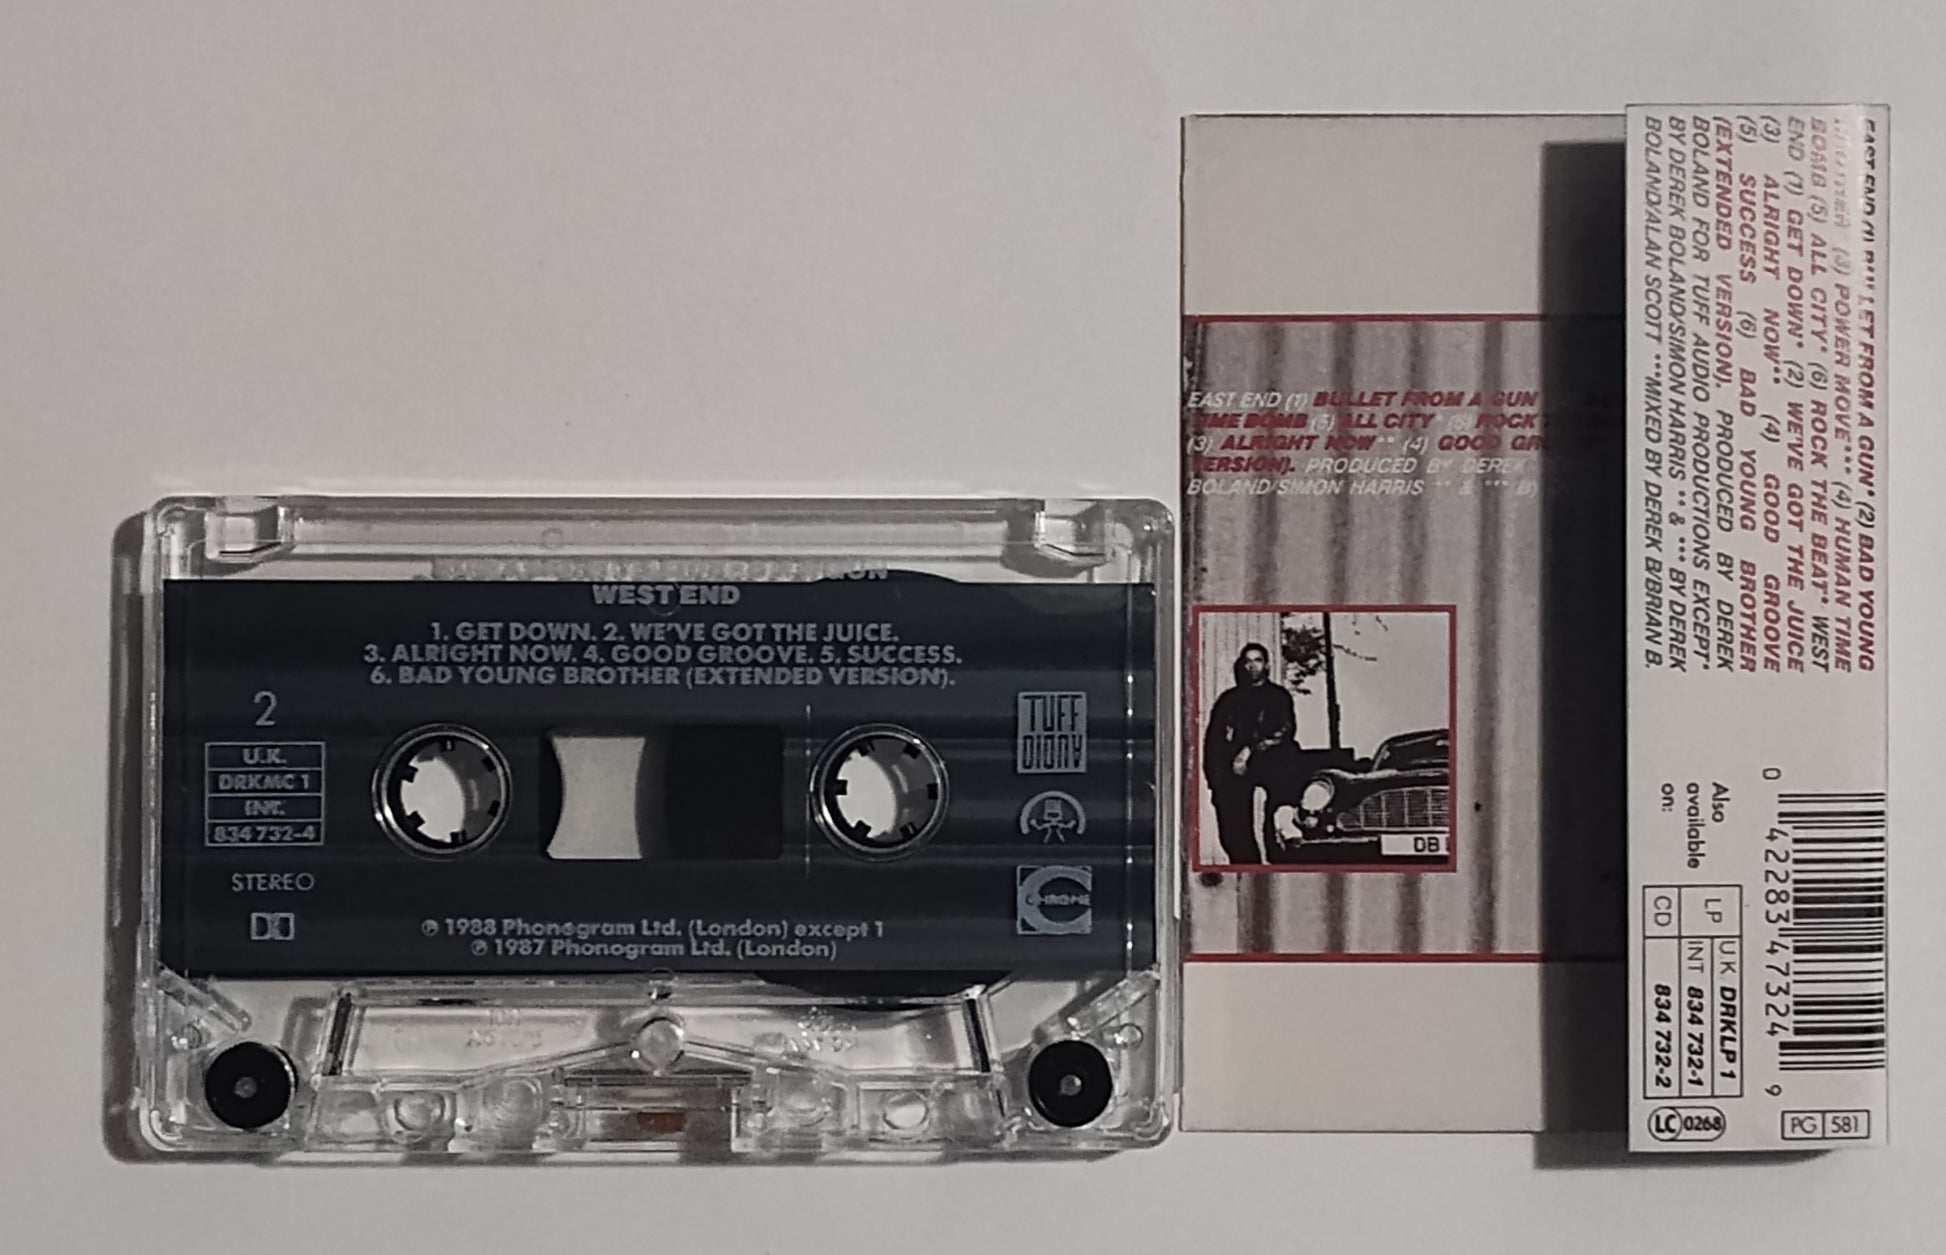 WEST END
1. GET DOWN. 2. WE'VE GOT THE JUICE.
3. ALRIGHT NOW. 4. GOOD GROOVE. 5. SUCCESS.
6. BAD YOUNG BROTHER (EXTENDED VERSION).
2
U.K.
DRKMC 1
INT.
834 732-4
STEREO
TUFF
AUDIO
CHROME
℗ 1988 Phonogram Ltd. (London) except 1
℗ 1987 Phonogram Ltd. (London)
EAST END (1) BULLET FROM A GUN
TIME BOMB (5) ALL CITY* (6) ROCK
(3) ALRIGHT NOW** (4) GOOD
VERSION). PRODUCED BY DEREK
BOLAND/SIMON HARRIS ** & *** BY
DB
EAST END (1) BULLET FROM A GUN* (2) BAD YOUNG
BROTHER* (3) POWER MOVE*** (4) HUMAN TIME
BOMB (5) ALL CITY* (6) ROCK THE BEAT* WEST
END (1) GET DOWN* (2) WE'VE GOT THE JUICE
(3) ALRIGHT NOW** (4) GOOD GROOVE
(5) SUCCESS (6) BAD YOUNG BROTHER
(EXTENDED VERSION). PRODUCED BY DEREK
BOLAND FOR TUFF AUDIO PRODUCTIONS EXCEPT*
BY DEREK BOLAND/SIMON HARRIS ** & *** BY DEREK
BOLAND/ALAN SCOTT **MIXED BY DEREK B/BRIAN B.
0 42283 47324 9
Also
available
on:
LP U.K DRKLP 1
INT 834 732-1
CD 834 732-2
LC 0268
PG 581